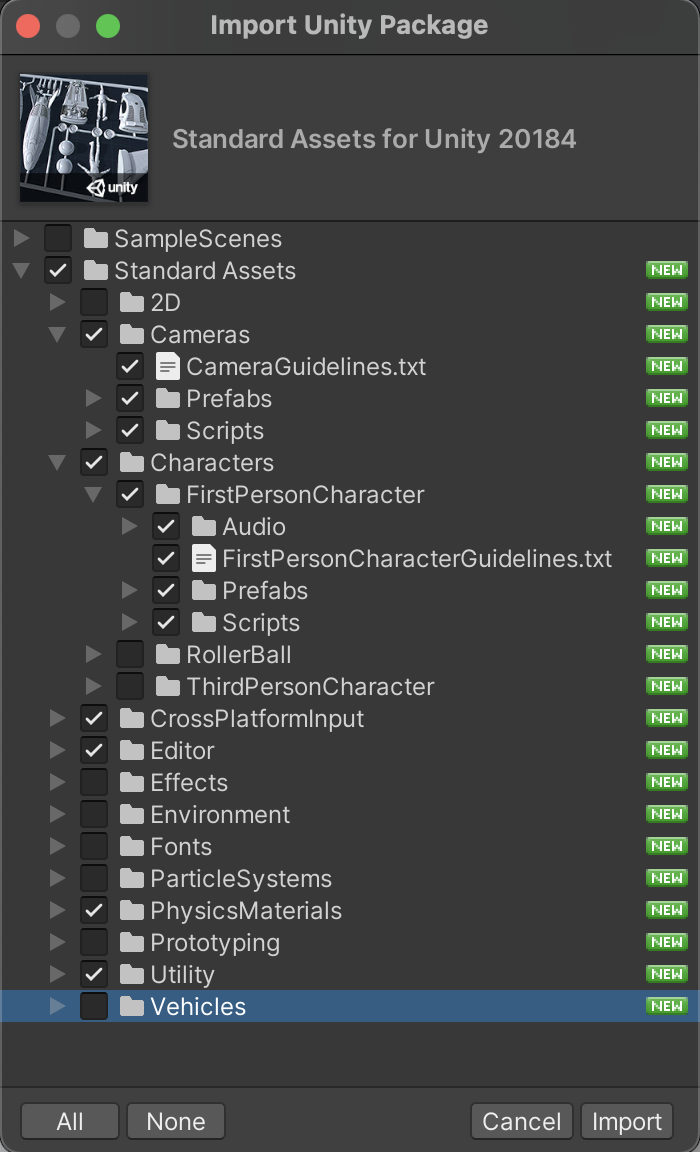 Import Unity Package
Standard Assets for Unity 20184
unity
SampleScenes
Standard Assets NEW
2D NEW
Cameras NEW
CameraGuidelines.txt NEW
Prefabs NEW
Scripts NEW
Characters NEW
FirstPersonCharacter NEW
Audio NEW
FirstPersonCharacterGuidelines.txt NEW
Prefabs NEW
Scripts NEW
RollerBall NEW
ThirdPersonCharacter NEW
CrossPlatformInput NEW
Editor NEW
Effects NEW
Environment NEW
Fonts NEW
ParticleSystems NEW
PhysicsMaterials NEW
Prototyping NEW
Utility NEW
Vehicles NEW
All None Cancel Import